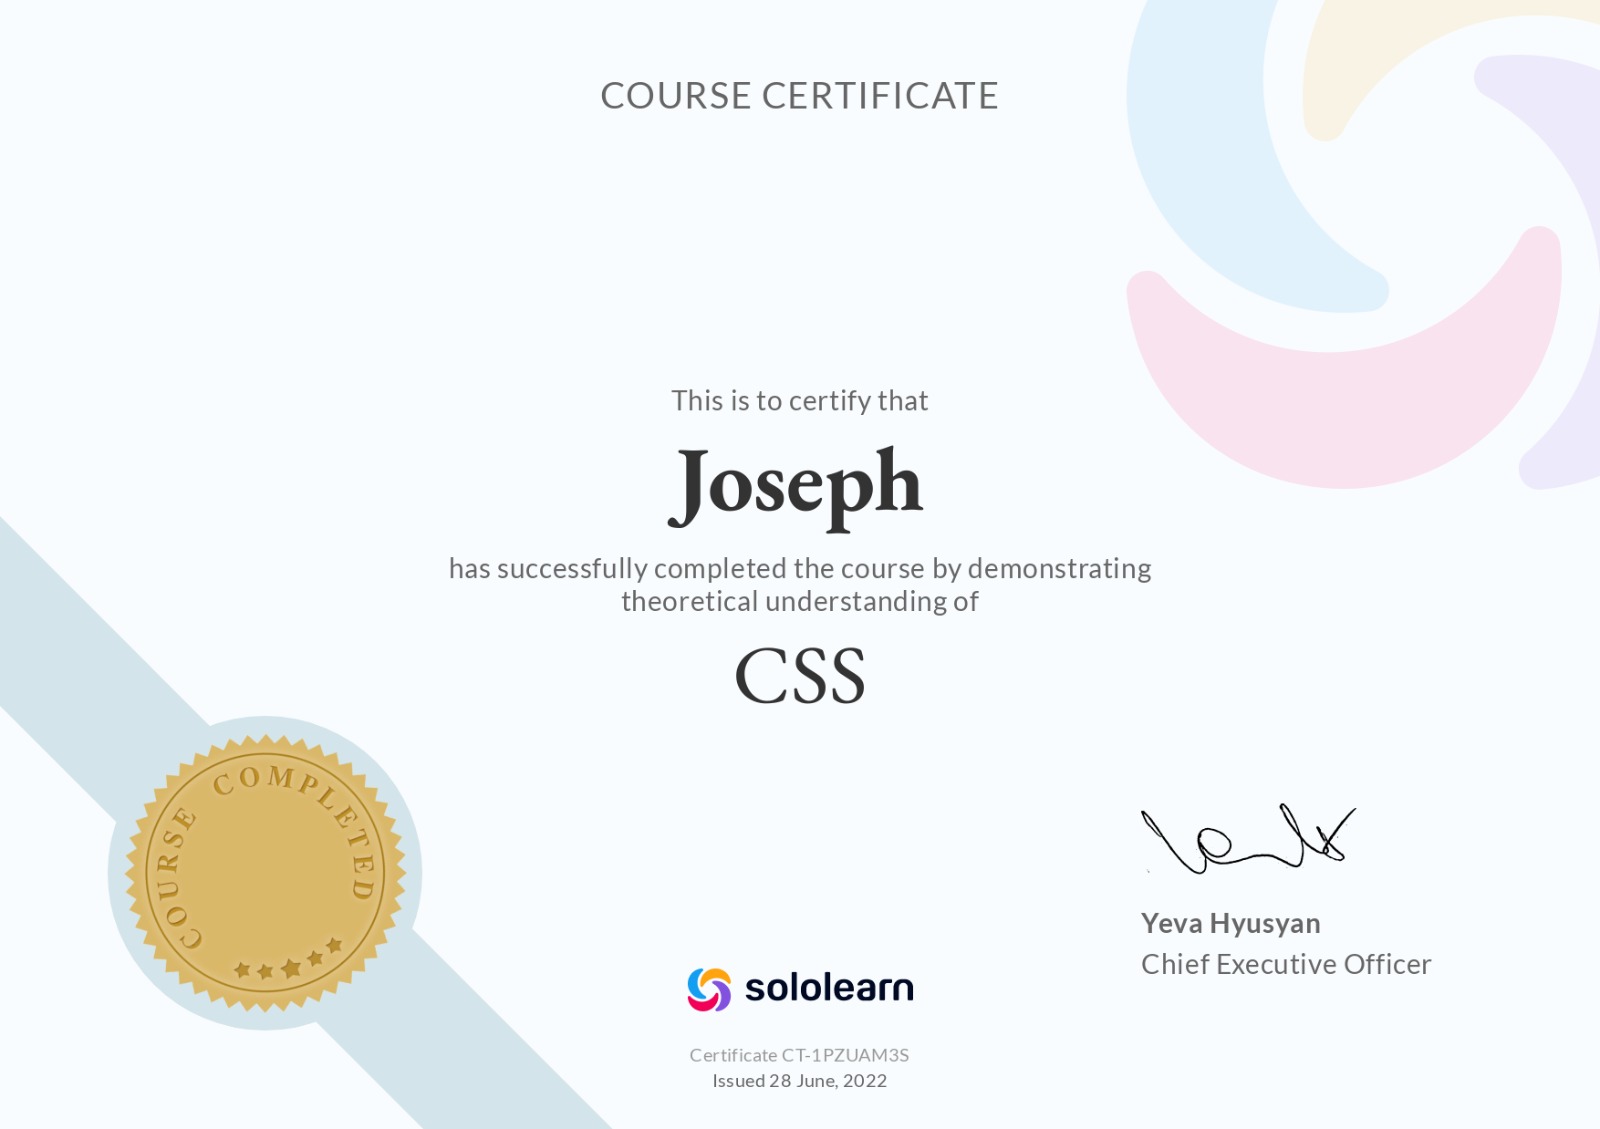 COURSE CERTIFICATE
This is to certify that
Joseph
has successfully completed the course by demonstrating
theoretical understanding of
CSS
COURSE COMPLETED
Yeva Hyusyan
Chief Executive Officer
sololearn
Certificate CT-1PZUAM3S
Issued 28 June, 2022